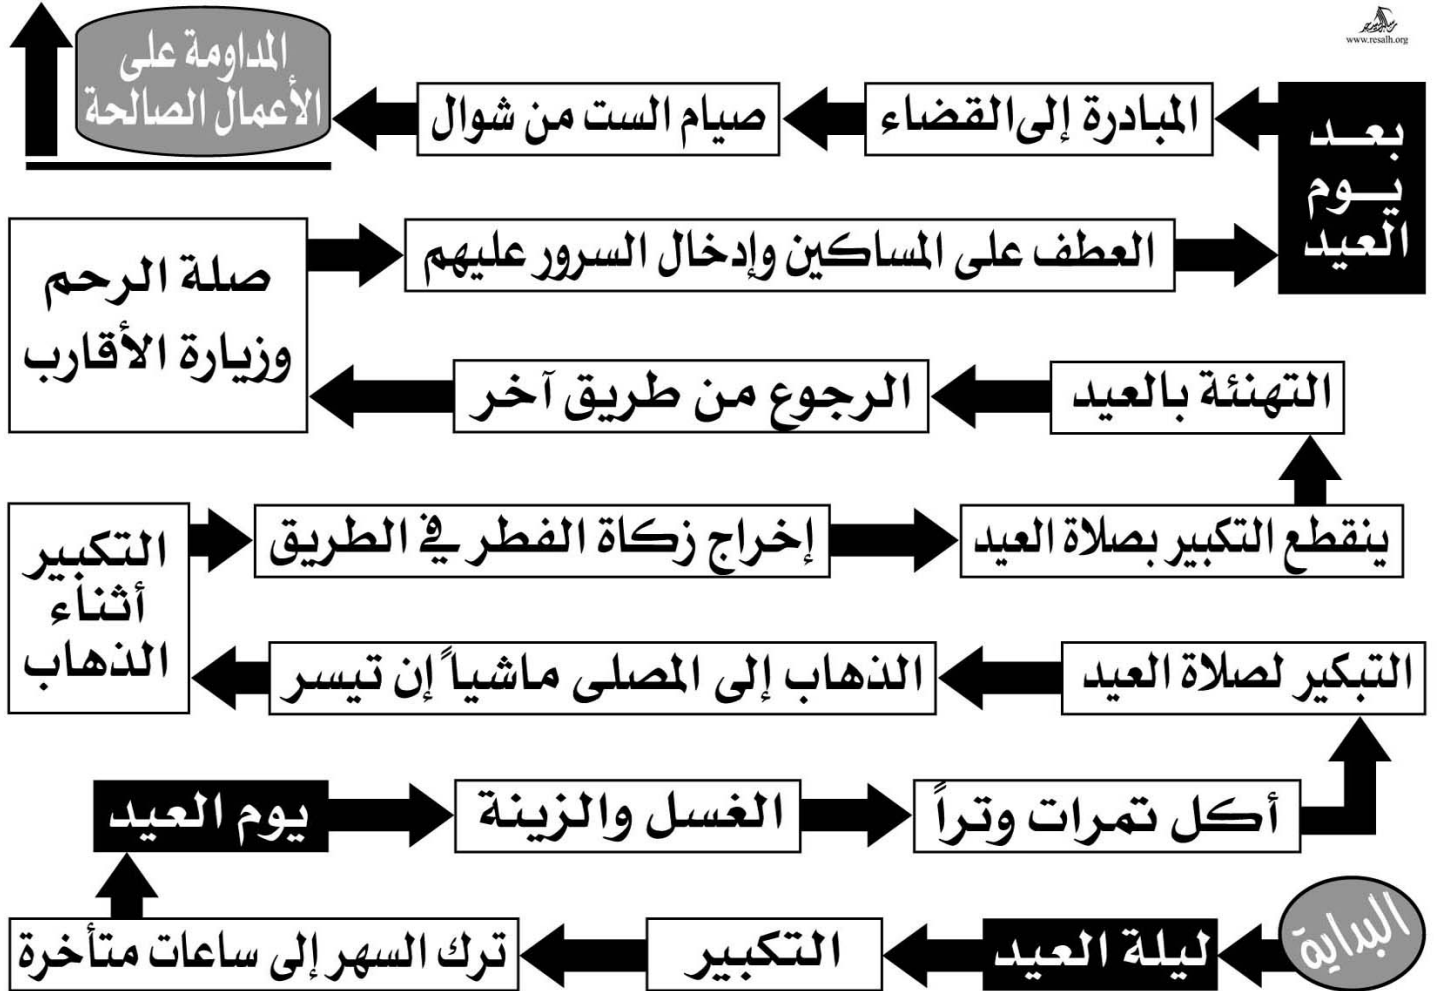 www.resalh.org
المداومة على
الأعمال الصالحة
صيام الست من شوال
المبادرة إلى القضاء
بعد
يوم
العيد
العطف على المساكين وإدخال السرور عليهم
صلة الرحم
وزيارة الأقارب
الرجوع من طريق آخر
التهنئة بالعيد
ينقطع التكبير بصلاة العيد
إخراج زكاة الفطر في الطريق
التكبير
أثناء
الذهاب
الذهاب إلى المصلى ماشياً إن تيسر
التبكير لصلاة العيد
أكل تمرات وتراً
الغسل والزينة
يوم العيد
ترك السهر إلى ساعات متأخرة
التكبير
ليلة العيد
البداية